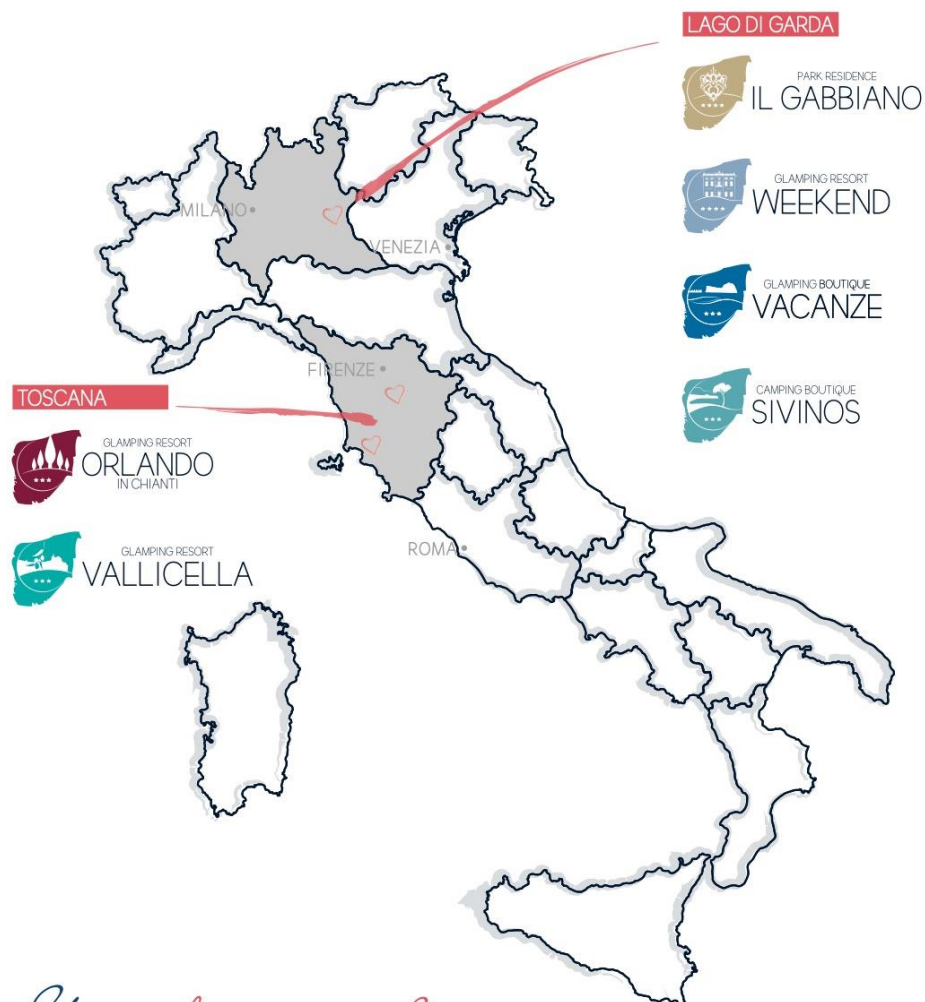 LAGO DI GARDA
PARK RESIDENCE
IL GABBIANO
GLAMPING RESORT
WEEKEND
GLAMPING BOUTIQUE
VACANZE
CAMPING BOUTIQUE
SIVINOS
MILANO
VENEZIA
FIRENZE
TOSCANA
GLAMPING RESORT
ORLANDO
IN CHIANTI
GLAMPING RESORT
VALLICELLA
ROMA